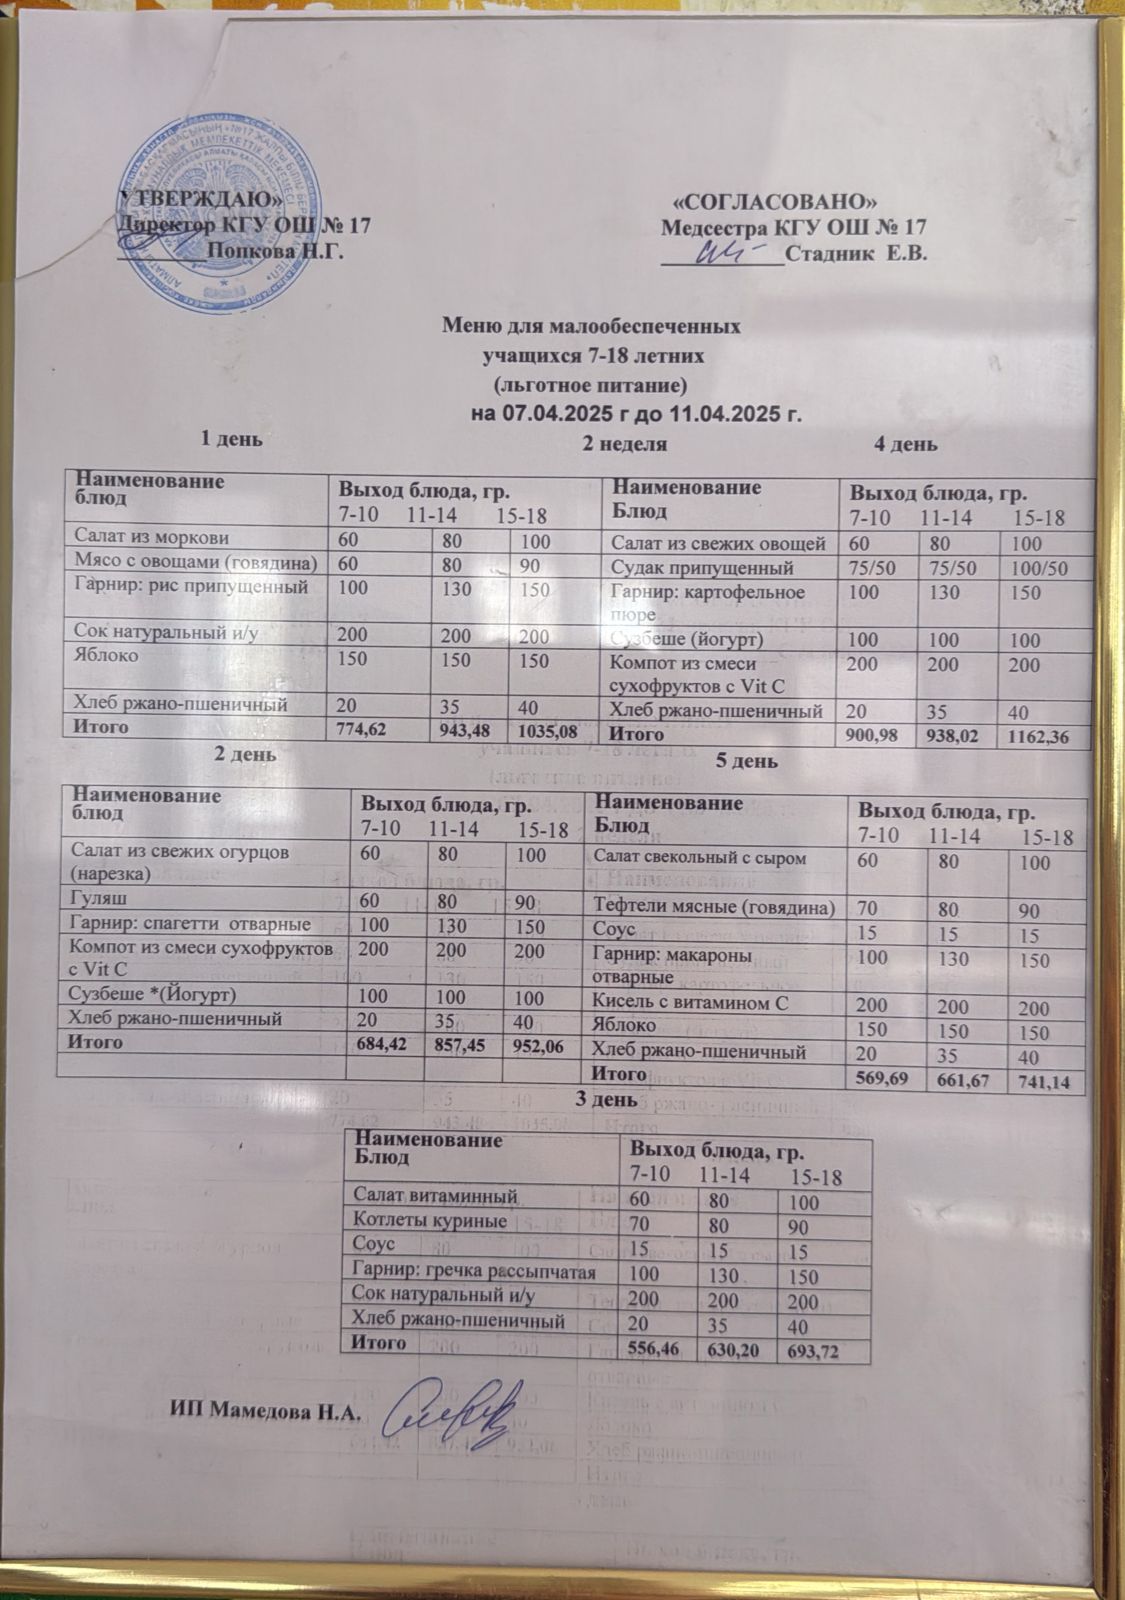 УТВЕРЖДАЮ»
Директор КГУ ОШ № 17
Попкова Н.Г.
«СОГЛАСОВАНО»
Медсестра КГУ ОШ № 17
Стадник Е.В.
Меню для малообеспеченных
учащихся 7-18 летних
(льготное питание)
на 07.04.2025 г до 11.04.2025 г.
1 день 2 неделя 4 день
Наименование блюд Выход блюда, гр.
7-10 11-14 15-18
Салат из моркови 60 80 100
Мясо с овощами (говядина) 60 80 90
Гарнир: рис припущенный 100 130 150
Сок натуральный и/у 200 200 200
Яблоко 150 150 150
Хлеб ржано-пшеничный 20 35 40
Итого 774,62 943,48 1035,08
Наименование Блюд Выход блюда, гр.
7-10 11-14 15-18
Салат из свежих овощей 60 80 100
Судак припущенный 75/50 75/50 100/50
Гарнир: картофельное
пюре 100 130 150
Сузбеше (йогурт) 100 100 100
Компот из смеси
сухофруктов с Vit C 200 200 200
Хлеб ржано-пшеничный 20 35 40
Итого 900,98 938,02 1162,36
2 день 5 день
Наименование блюд Выход блюда, гр.
7-10 11-14 15-18
Салат из свежих огурцов
(нарезка) 60 80 100
Гуляш 60 80 90
Гарнир: спагетти отварные 100 130 150
Компот из смеси сухофруктов
с Vit C 200 200 200
Сузбеше *(Йогурт) 100 100 100
Хлеб ржано-пшеничный 20 35 40
Итого 684,42 857,45 952,06
Наименование Блюд Выход блюда, гр.
7-10 11-14 15-18
Салат свекольный с сыром 60 80 100
Тефтели мясные (говядина) 70 80 90
Соус 15 15 15
Гарнир: макароны
отварные 100 130 150
Кисель с витамином С 200 200 200
Яблоко 150 150 150
Хлеб ржано-пшеничный 20 35 40
Итого 569,69 661,67 741,14
3 день
Наименование Блюд Выход блюда, гр.
7-10 11-14 15-18
Салат витаминный 60 80 100
Котлеты куриные 70 80 90
Соус 15 15 15
Гарнир: гречка рассыпчатая 100 130 150
Сок натуральный и/у 200 200 200
Хлеб ржано-пшеничный 20 35 40
Итого 556,46 630,20 693,72
ИП Мамедова Н.А.